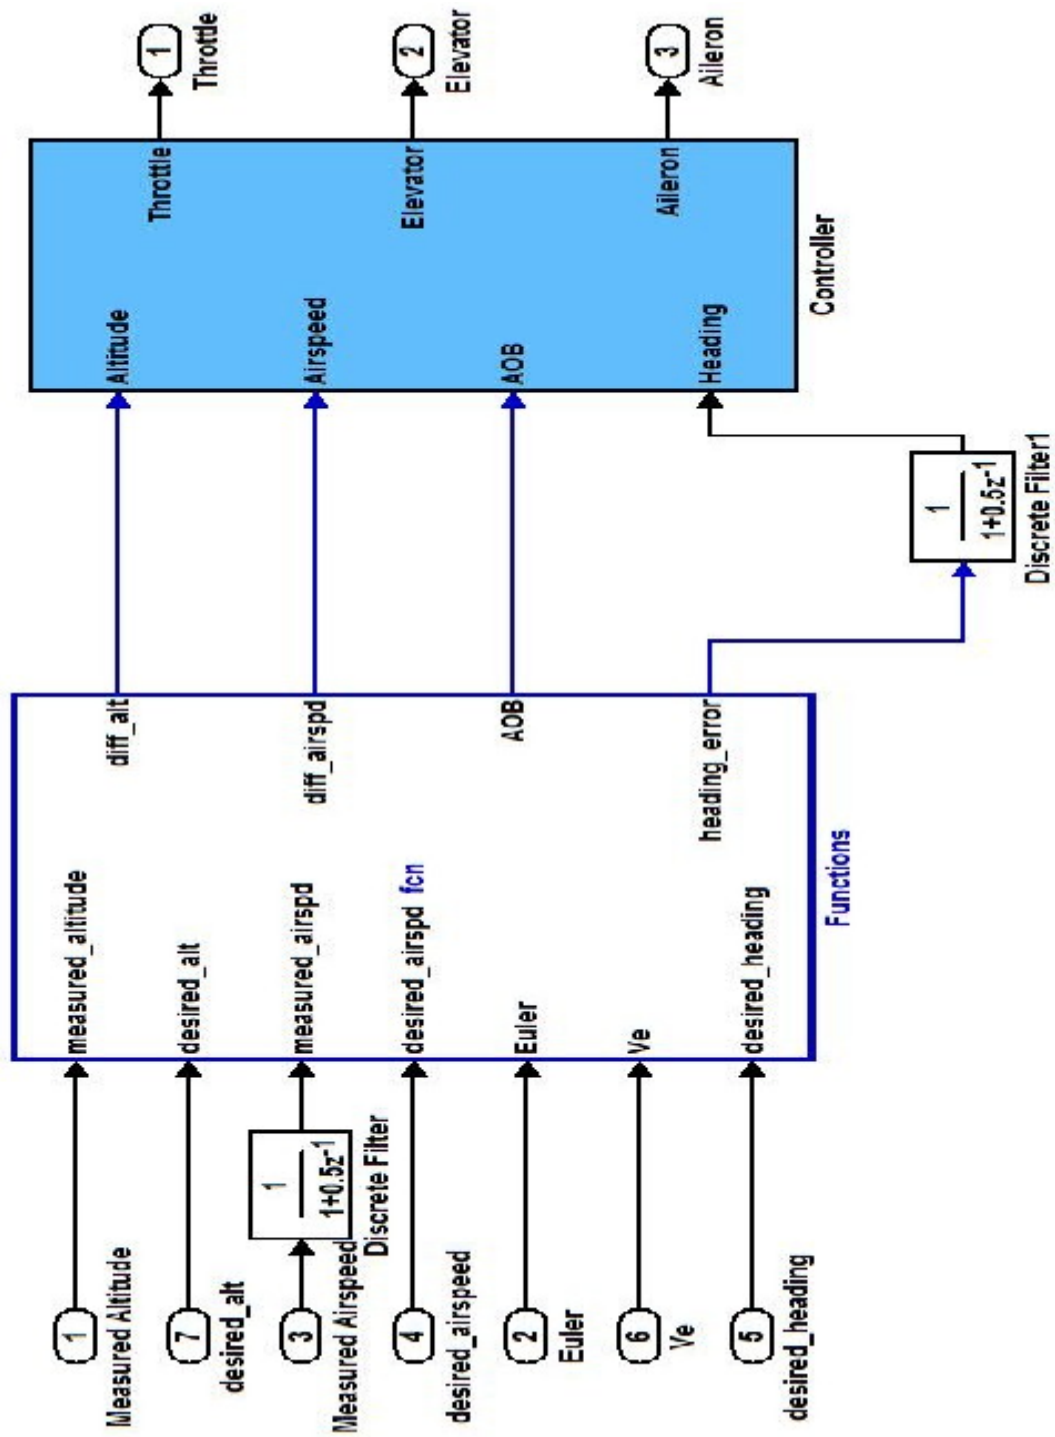 1
Measured Altitude
7
desired_alt
3
Measured Airspeed
4
desired_airspeed
2
Euler
6
Ve
5
desired_heading
1
1+0.5z-1
Discrete Filter
measured_altitude
desired_alt
measured_airspd
desired_airspd fcn
Euler
Ve
desired_heading
diff_alt
diff_airspd
AOB
heading_error
Functions
1
1+0.5z-1
Discrete Filter1
Altitude
Airspeed
AOB
Heading
Throttle
Elevator
Aileron
Controller
1
Throttle
2
Elevator
3
Aileron